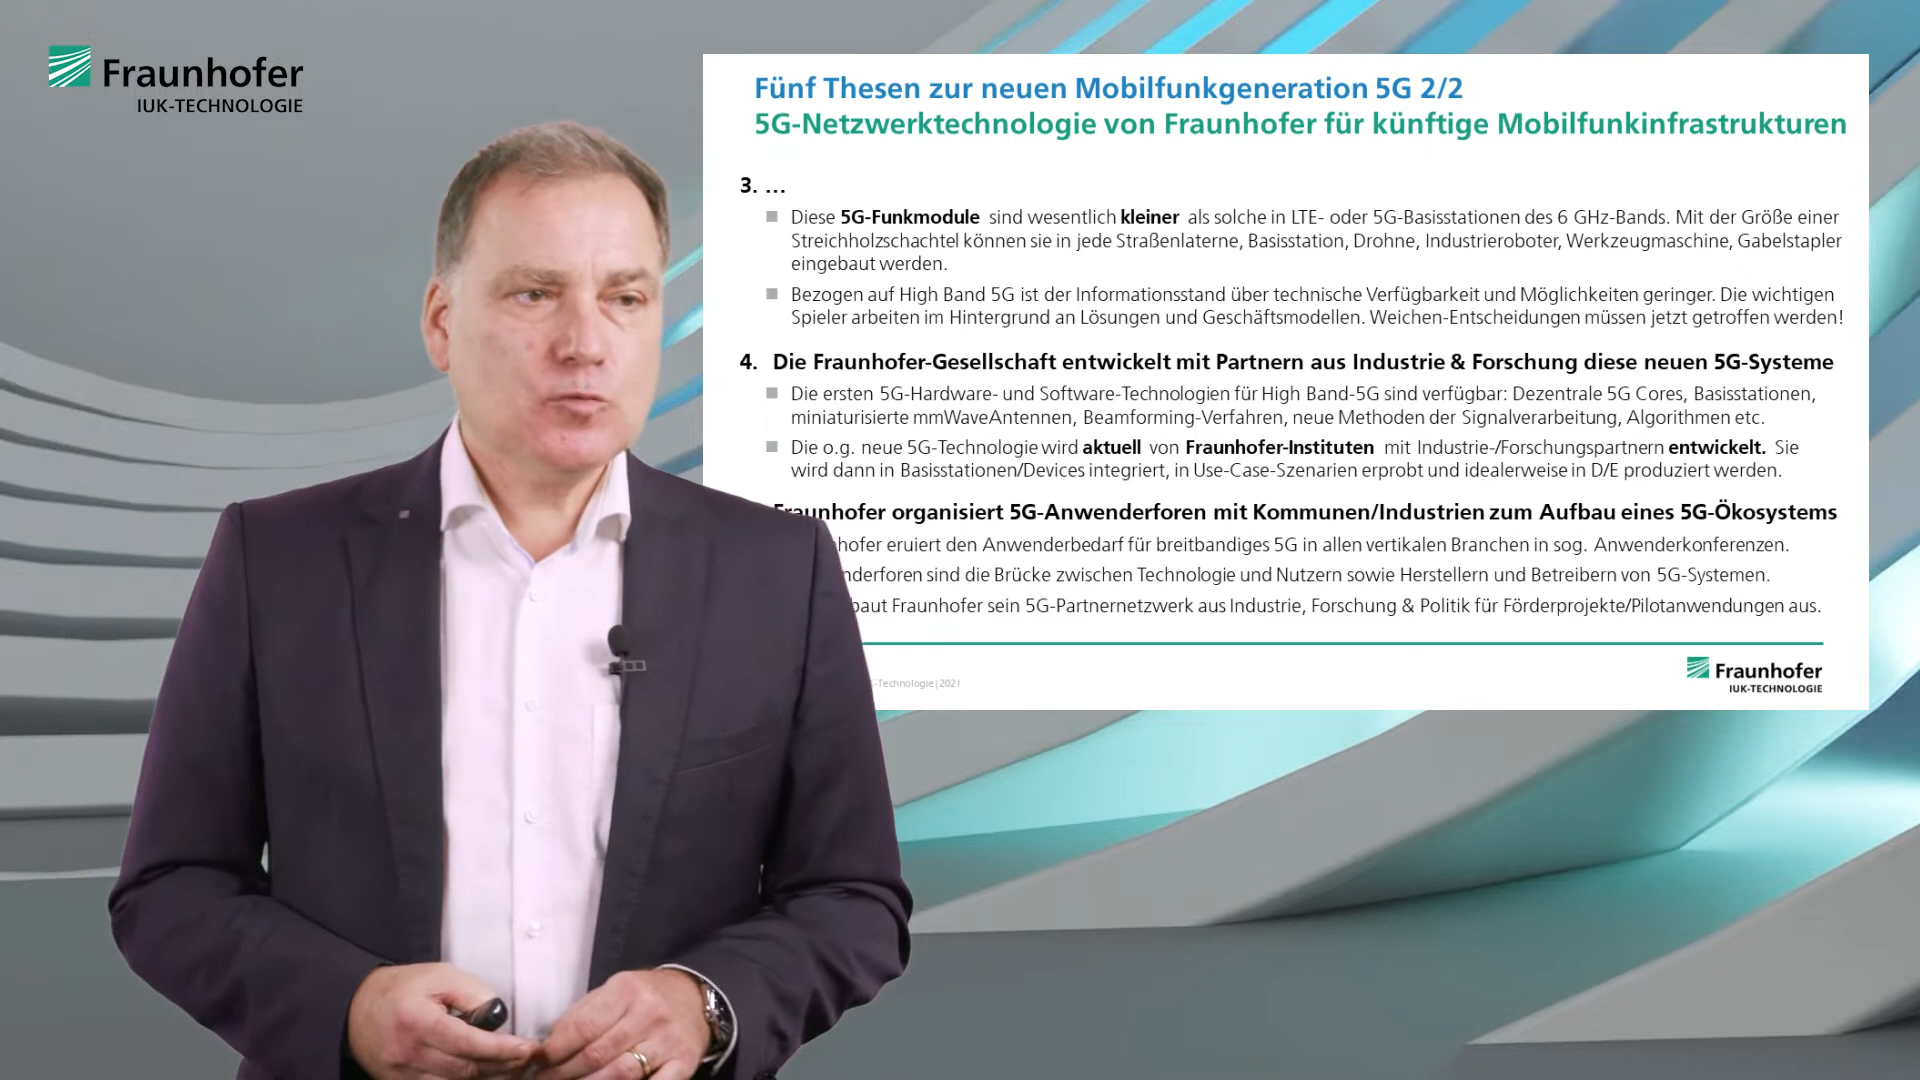 Fraunhofer
IUK-TECHNOLOGIE
Fünf Thesen zur neuen Mobilfunkgeneration 5G 2/2
5G-Netzwerktechnologie von Fraunhofer für künftige Mobilfunkinfrastrukturen
3. ...
Diese 5G-Funkmodule sind wesentlich kleiner als solche in LTE- oder 5G-Basisstationen des 6 GHz-Bands. Mit der Größe einer
Streichholzschachtel können sie in jede Straßenlaterne, Basisstation, Drohne, Industrieroboter, Werkzeugmaschine, Gabelstapler
eingebaut werden.
Bezogen auf High Band 5G ist der Informationsstand über technische Verfügbarkeit und Möglichkeiten geringer. Die wichtigen
Spieler arbeiten im Hintergrund an Lösungen und Geschäftsmodellen. Weichen-Entscheidungen müssen jetzt getroffen werden!
4. Die Fraunhofer-Gesellschaft entwickelt mit Partnern aus Industrie & Forschung diese neuen 5G-Systeme
Die ersten 5G-Hardware- und Software-Technologien für High Band-5G sind verfügbar: Dezentrale 5G Cores, Basisstationen,
miniaturisierte mmWaveAntennen, Beamforming-Verfahren, neue Methoden der Signalverarbeitung, Algorithmen etc.
Die o.g. neue 5G-Technologie wird aktuell von Fraunhofer-Instituten mit Industrie-/Forschungspartnern entwickelt. Sie
wird dann in Basisstationen/Devices integriert, in Use-Case-Szenarien erprobt und idealerweise in D/E produziert werden.
Fraunhofer organisiert 5G-Anwenderforen mit Kommunen/Industrien zum Aufbau eines 5G-Ökosystems
hofer eruiert den Anwenderbedarf für breitbandiges 5G in allen vertikalen Branchen in sog. Anwenderkonferenzen.
nderforen sind die Brücke zwischen Technologie und Nutzern sowie Herstellern und Betreibern von 5G-Systemen.
baut Fraunhofer sein 5G-Partnernetzwerk aus Industrie, Forschung & Politik für Förderprojekte/Pilotanwendungen aus.
-Technologie|2021
Fraunhofer
IUK-TECHNOLOGIE